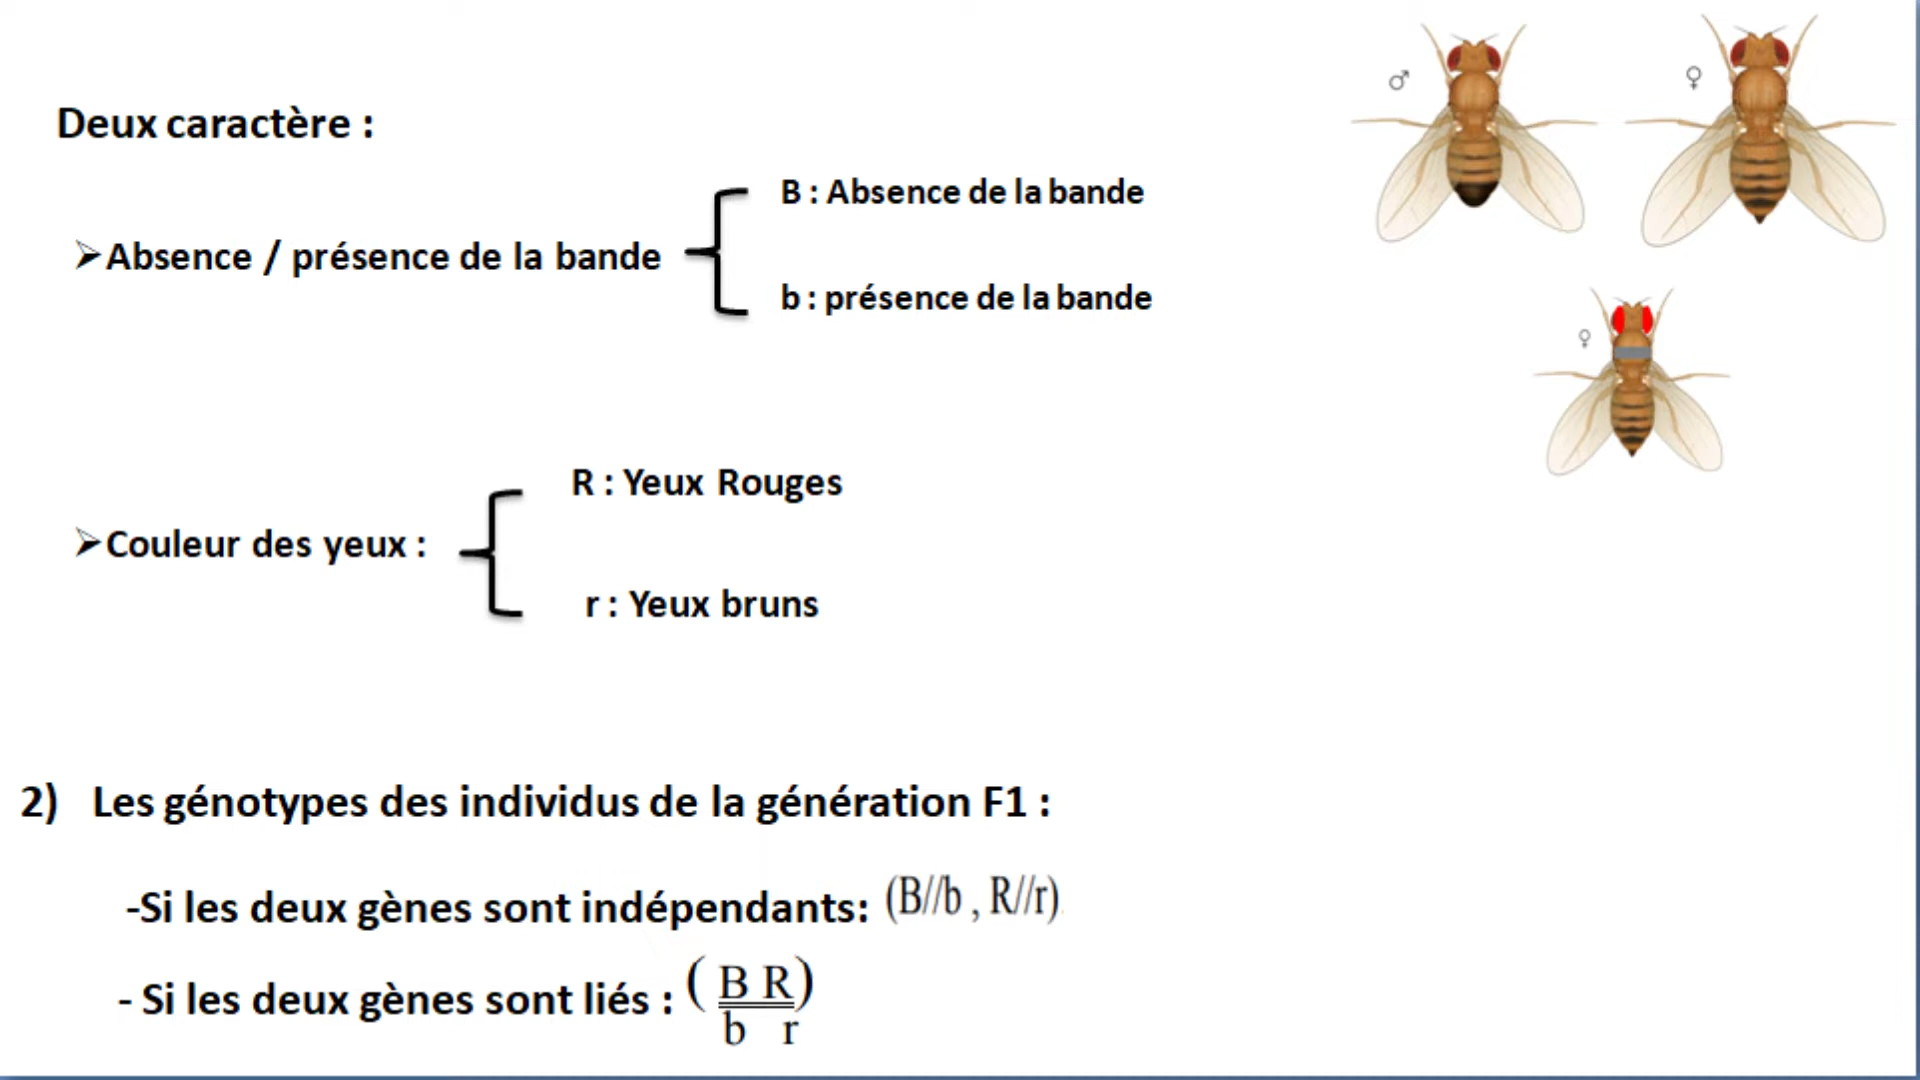 Deux caractère :
➢Absence / présence de la bande
B : Absence de la bande
b : présence de la bande
♂
♀
♀
➢Couleur des yeux :
R : Yeux Rouges
r : Yeux bruns
2) Les génotypes des individus de la génération F1 :
-Si les deux gènes sont indépendants: (B//b , R//r)
- Si les deux gènes sont liés : ( B R )
b r